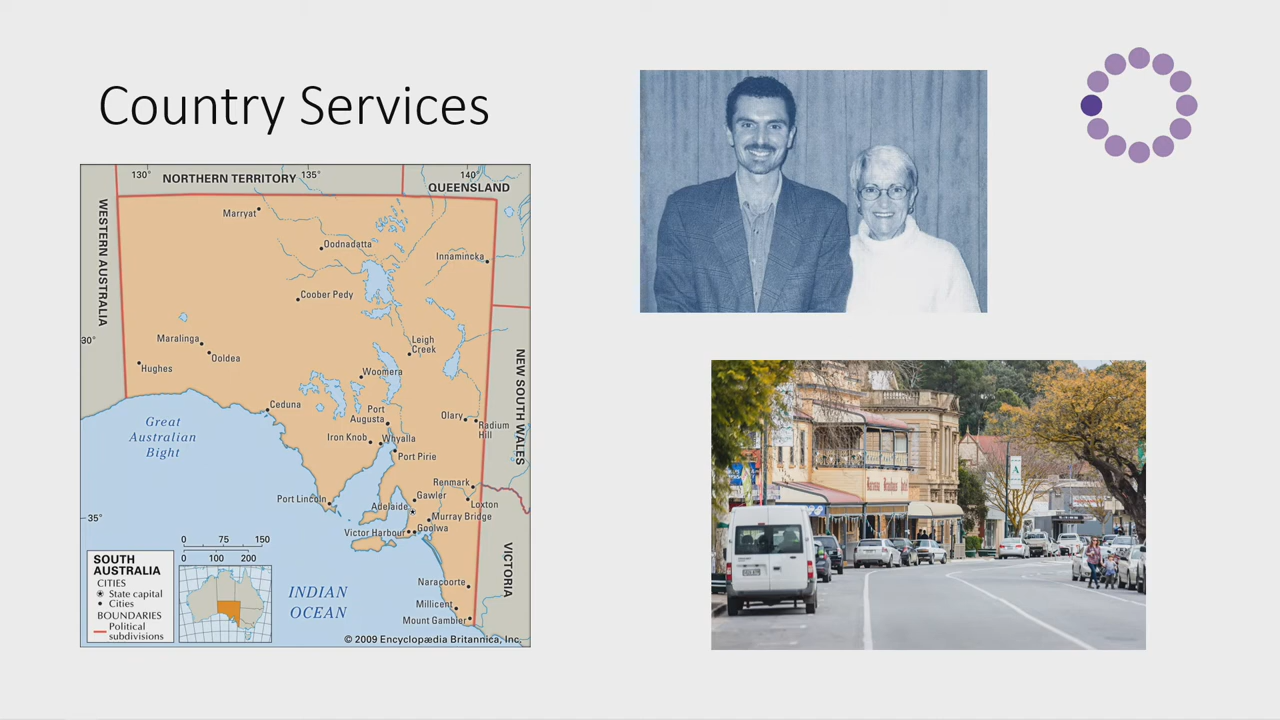 Country Services
130°
135°
140°
NORTHERN TERRITORY
QUEENSLAND
WESTERN AUSTRALIA
Marryat
Oodnadatta
Innamincka
Coober Pedy
30°
Maralinga
Ooldea
Hughes
Leigh
Creek
Woomera
NEW SOUTH WALES
Ceduna
Port
Augusta
Olary
Radium
Hill
Great
Australian
Bight
Iron Knob
Whyalla
Port Pirie
Renmark
Port Lincoln
Gawler
Loxton
Adelaide
Murray Bridge
35°
Goolwa
Victor Harbour
VICTORIA
0 75 150
0 100 200
SOUTH
AUSTRALIA
CITIES
State capital
Cities
BOUNDARIES
Political
subdivisions
INDIAN
OCEAN
Naracoorte
Millicent
Mount Gambier
© 2009 Encyclopædia Britannica, Inc.